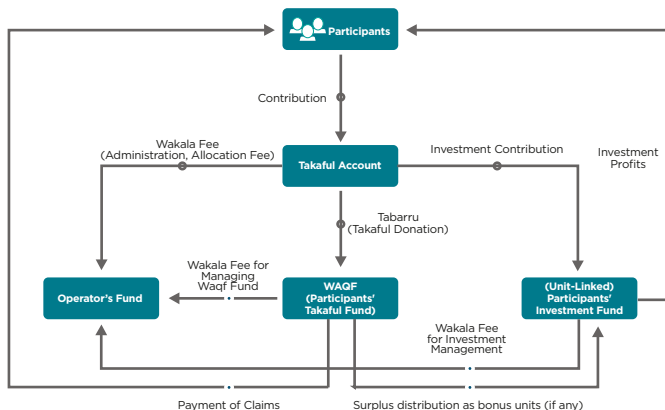 Participants
Contribution
Wakala Fee
(Administration, Allocation Fee)
Takaful Account
Investment Contribution
Investment
Profits
Tabarru
(Takaful Donation)
Wakala Fee for
Managing
Waqf Fund
Operator's Fund
WAQF
(Participants'
Takaful Fund)
(Unit-Linked)
Participants'
Investment Fund
Wakala Fee
for Investment
Management
Payment of Claims
Surplus distribution as bonus units (if any)